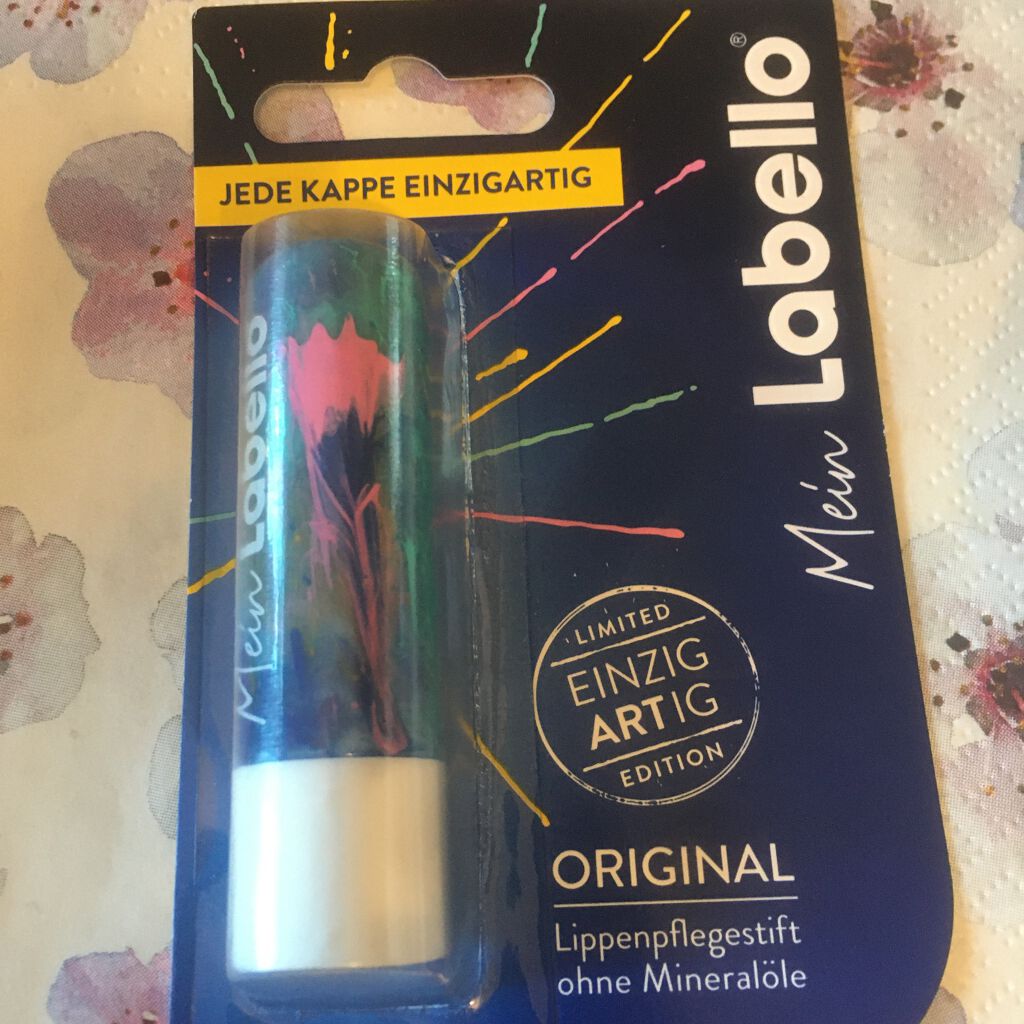 JEDE KAPPE EINZIGARTIG
Mein Labello®
Mein Labello
LIMITED
EINZIG
ARTIG
EDITION
ORIGINAL
Lippenpflegestift
ohne Mineralöle